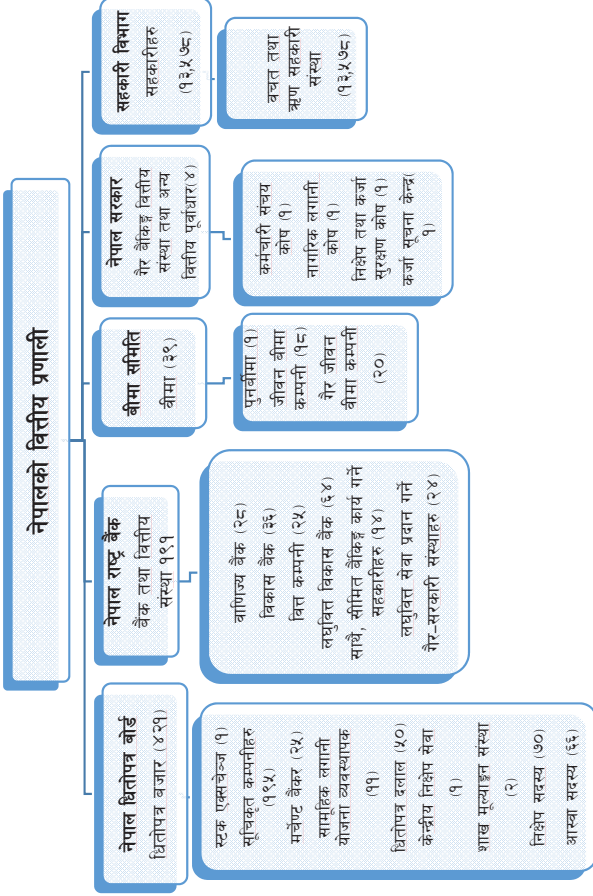 नेपालको वित्तीय प्रणाली
नेपाल धितोपत्र बोर्ड
धितोपत्र बजार (४२१)
स्टक एक्सचेञ्ज (१)
सूचिकृत कम्पनीहरु
(१९५)
मर्चेण्ट बैंकर (२५)
सामूहिक लगानी
योजना व्यवस्थापक
(११)
धितोपत्र दलाल (५०)
केन्द्रीय निक्षेप सेवा
(१)
शाख मूल्याङ्कन संस्था
(२)
निक्षेप सदस्य (७०)
आस्वा सदस्य (६६)
नेपाल राष्ट्र बैंक
बैंक तथा वित्तीय
संस्था १९१
वाणिज्य बैंक (२८)
विकास बैंक (३६)
वित्त कम्पनी (२५)
लघुवित्त विकास बैंक (६४)
साथै, सीमित बैंकिङ्ग कार्य गर्ने
सहकारीहरु (१४)
लघुवित्त सेवा प्रदान गर्ने
गैर–सरकारी संस्थाहरु (२४)
बीमा समिति
बीमा (३९)
पुनर्बीमा (१)
जीवन बीमा
कम्पनी (१८)
गैर जीवन
बीमा कम्पनी
(२०)
नेपाल सरकार
गैर बैंकिङ्ग वित्तीय
संस्था तथा अन्य
वित्तीय पूर्वाधार(४)
कर्मचारी संचय
कोष (१)
नागरिक लगानी
कोष (१)
निक्षेप तथा कर्जा
सुरक्षण कोष (१)
कर्जा सूचना केन्द्र(
१)
सहकारी विभाग
सहकारीहरु
(१३,५७८)
वचत तथा
ऋण सहकारी
संस्था
(१३,५७८)